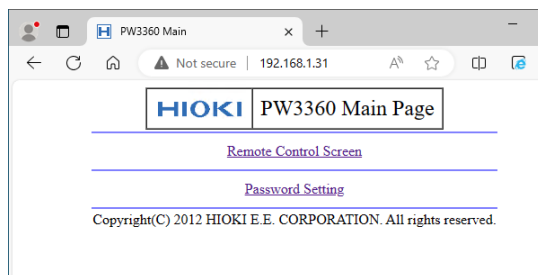 PW3360 Main
Not secure 192.168.1.31
HIOKI PW3360 Main Page
Remote Control Screen
Password Setting
Copyright(C) 2012 HIOKI E.E. CORPORATION. All rights reserved.